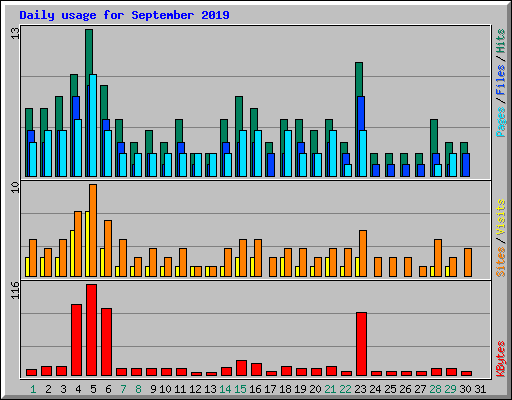 Daily usage for September 2019
13
Pages / Files / Hits
10
Sites / Visits
116
KBytes
1 2 3 4 5 6 7 8 9 10 11 12 13 14 15 16 17 18 19 20 21 22 23 24 25 26 27 28 29 30 31